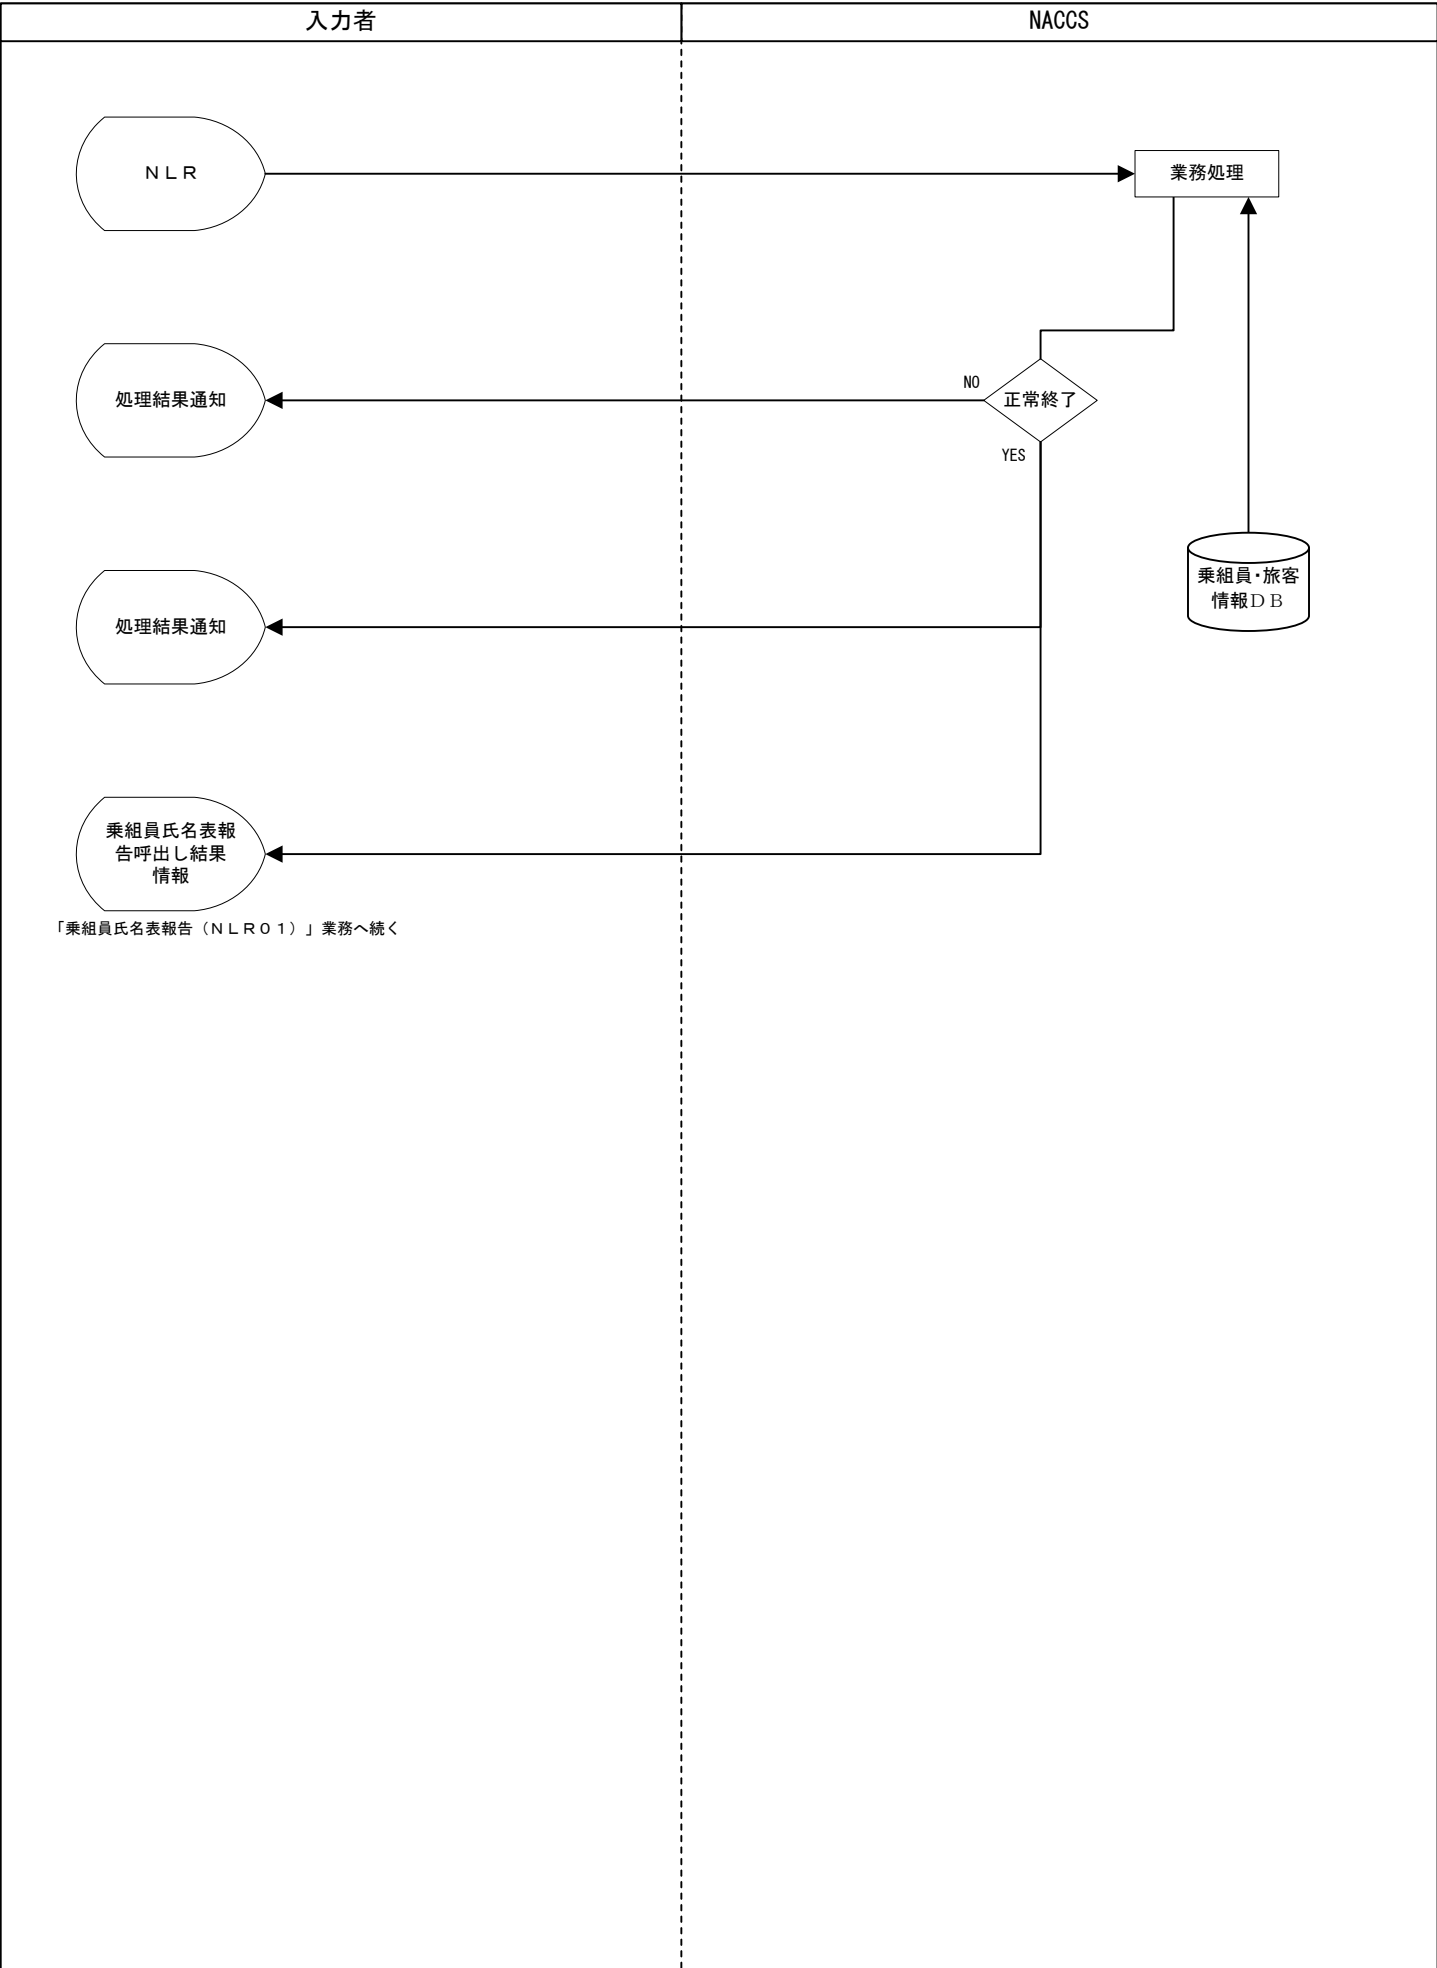 入力者
NACCS
ＮＬＲ
業務処理
処理結果通知
NO
正常終了
YES
乗組員・旅客
情報ＤＢ
処理結果通知
乗組員氏名表報
告呼出し結果
情報
「乗組員氏名表報告（ＮＬＲ０１）」業務へ続く